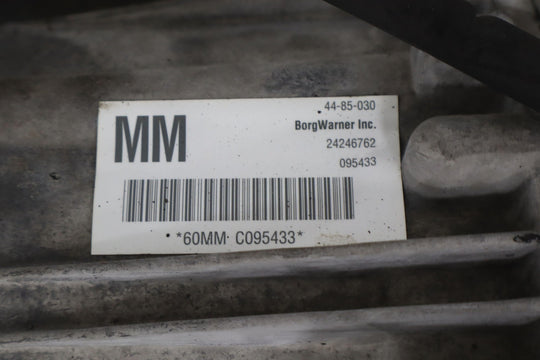 44-85-030
MM
BorgWarner Inc.
24246762
095433
*60MM C095433*